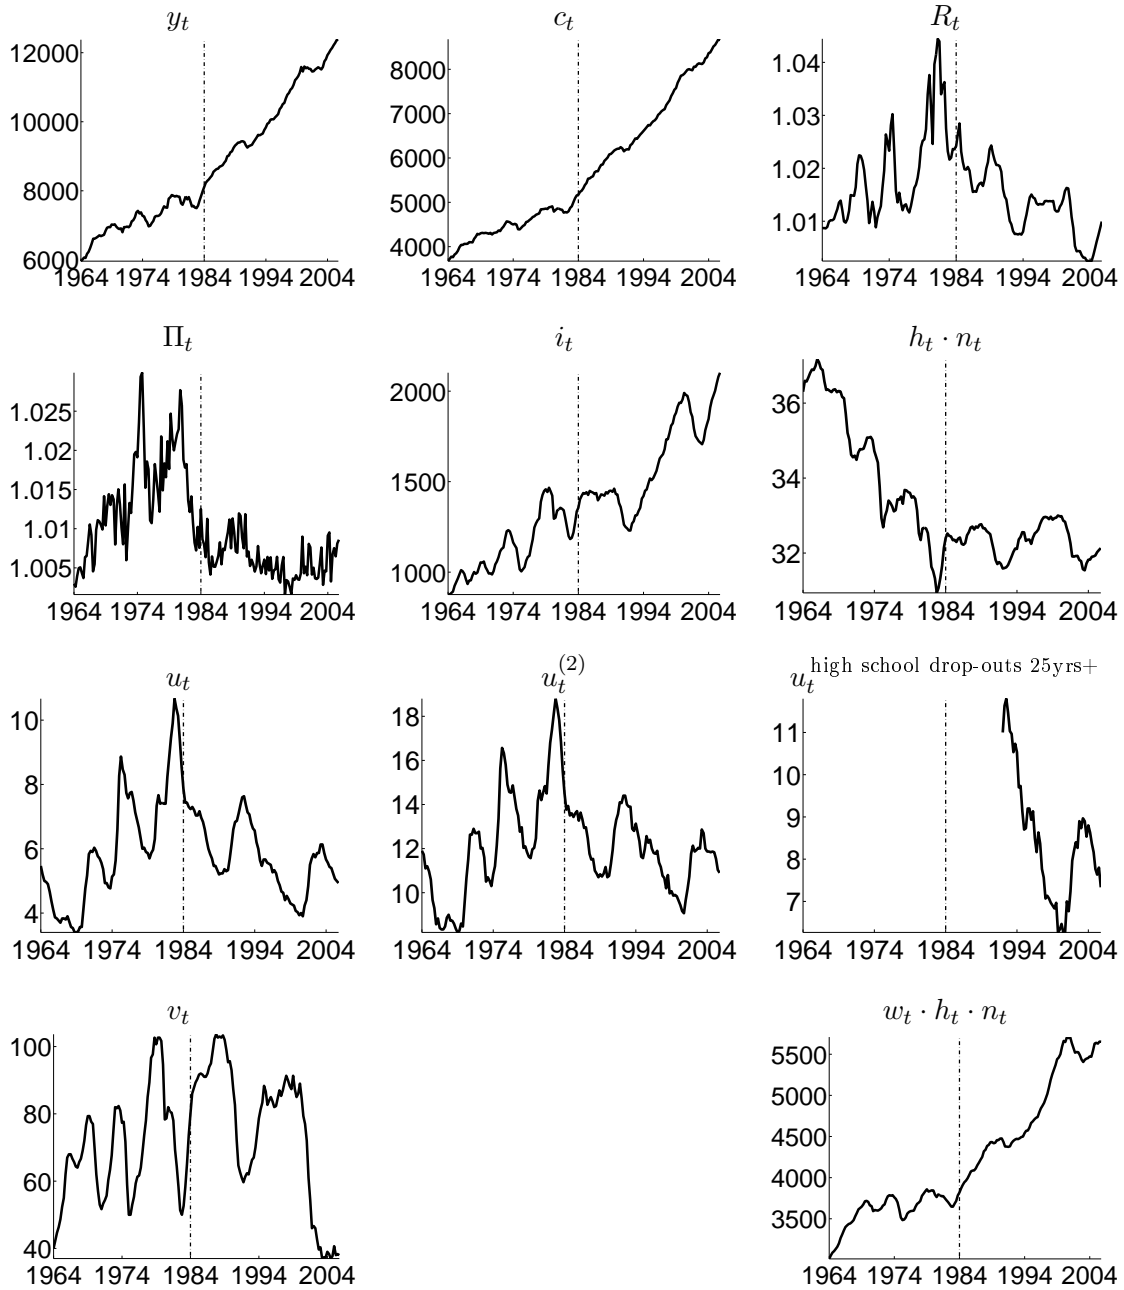 y_t
c_t
R_t
12000
10000
8000
6000
1964 1974 1984 1994 2004
8000
7000
6000
5000
4000
1964 1974 1984 1994 2004
1.04
1.03
1.02
1.01
1964 1974 1984 1994 2004
Π_t
i_t
h_t · n_t
1.025
1.02
1.015
1.01
1.005
1964 1974 1984 1994 2004
2000
1500
1000
1964 1974 1984 1994 2004
36
34
32
1964 1974 1984 1994 2004
u_t
u_t^(2)
u_t^high school drop-outs 25yrs+
10
8
6
4
1964 1974 1984 1994 2004
18
16
14
12
10
1964 1974 1984 1994 2004
11
10
9
8
7
1964 1974 1984 1994 2004
v_t
w_t · h_t · n_t
100
80
60
40
1964 1974 1984 1994 2004
5500
5000
4500
4000
3500
1964 1974 1984 1994 2004